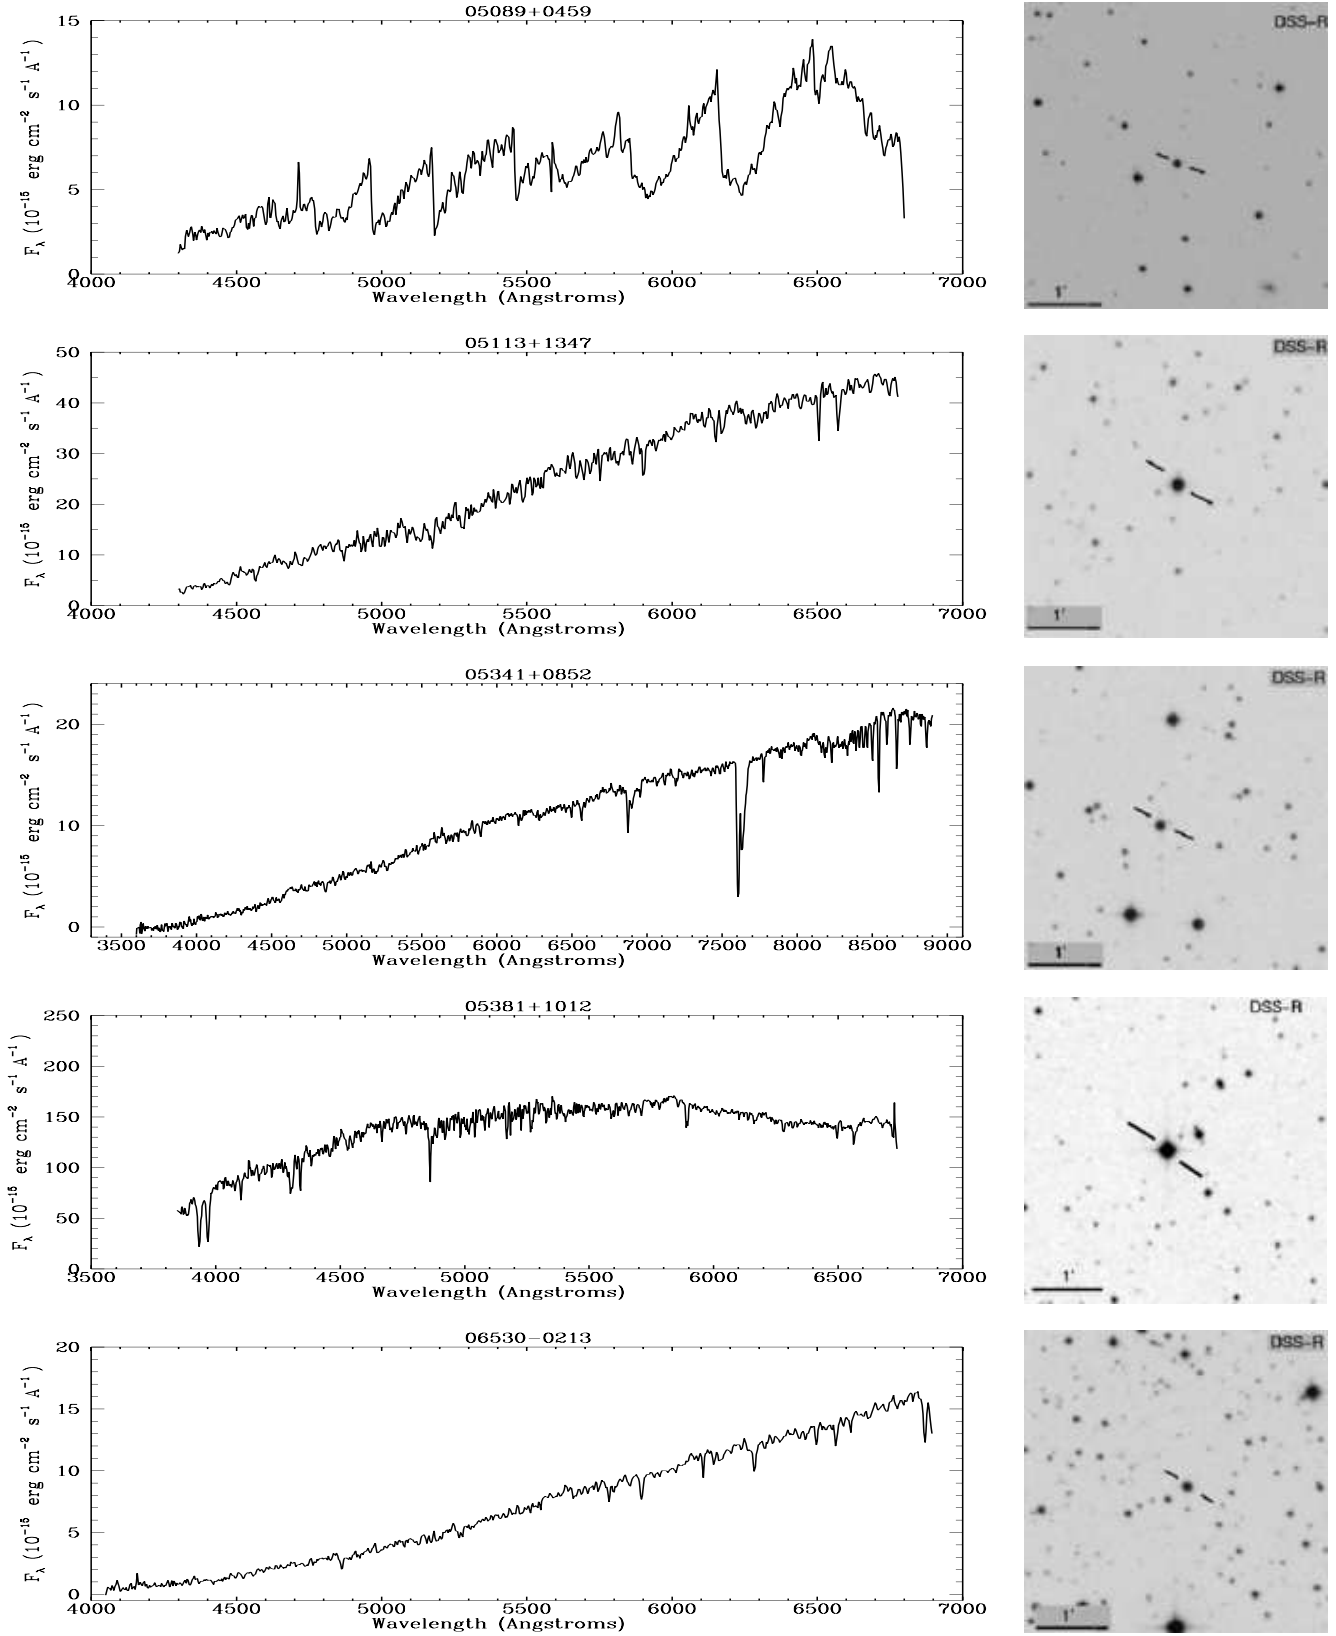 05089+0459
DSS-R
15
10
5
0
F_λ (10⁻¹⁵ erg cm⁻² s⁻¹ A⁻¹)
4000 4500 5000 5500 6000 6500 7000
Wavelength (Angstroms)
1'
05113+1347
DSS-R
50
40
30
20
10
0
F_λ (10⁻¹⁵ erg cm⁻² s⁻¹ A⁻¹)
4000 4500 5000 5500 6000 6500 7000
Wavelength (Angstroms)
1'
05341+0852
DSS-R
20
10
0
F_λ (10⁻¹⁵ erg cm⁻² s⁻¹ A⁻¹)
3500 4000 4500 5000 5500 6000 6500 7000 7500 8000 8500 9000
Wavelength (Angstroms)
1'
05381+1012
DSS-R
250
200
150
100
50
0
F_λ (10⁻¹⁵ erg cm⁻² s⁻¹ A⁻¹)
3500 4000 4500 5000 5500 6000 6500 7000
Wavelength (Angstroms)
1'
06530-0213
DSS-R
20
15
10
5
0
F_λ (10⁻¹⁵ erg cm⁻² s⁻¹ A⁻¹)
4000 4500 5000 5500 6000 6500 7000
Wavelength (Angstroms)
1'